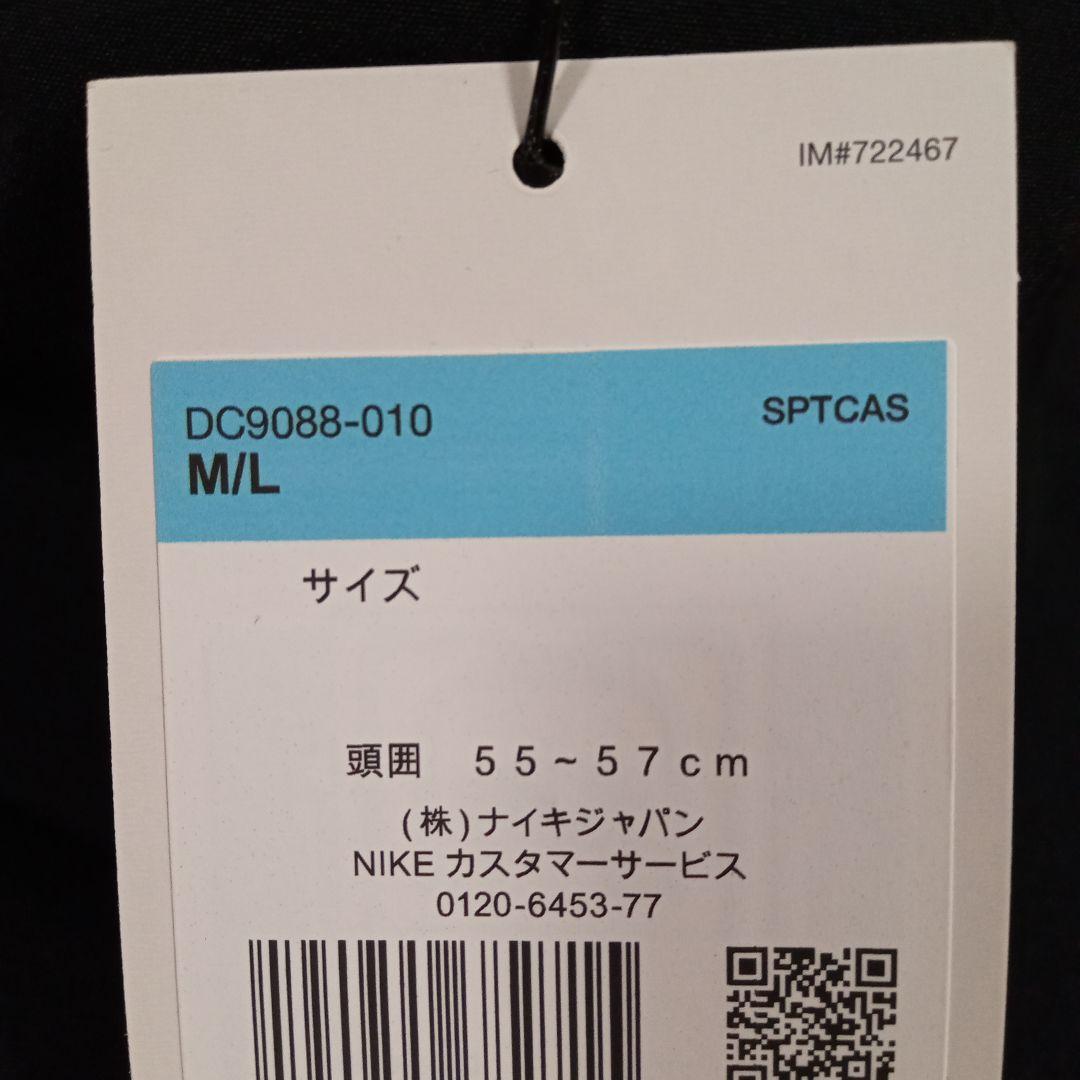 IM#722467
DC9088-010
SPTCAS
M/L
サイズ
頭囲 55~57cm
(株)ナイキジャパン
NIKE カスタマーサービス
0120-6453-77